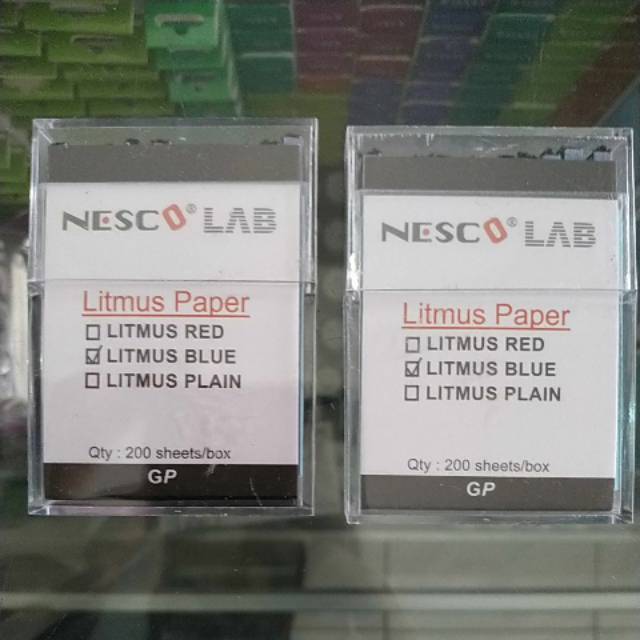 NESCO® LAB
Litmus Paper
☐ LITMUS RED
☑ LITMUS BLUE
☐ LITMUS PLAIN
Qty : 200 sheets/box
GP
NESCO® LAB
Litmus Paper
☐ LITMUS RED
☑ LITMUS BLUE
☐ LITMUS PLAIN
Qty : 200 sheets/box
GP